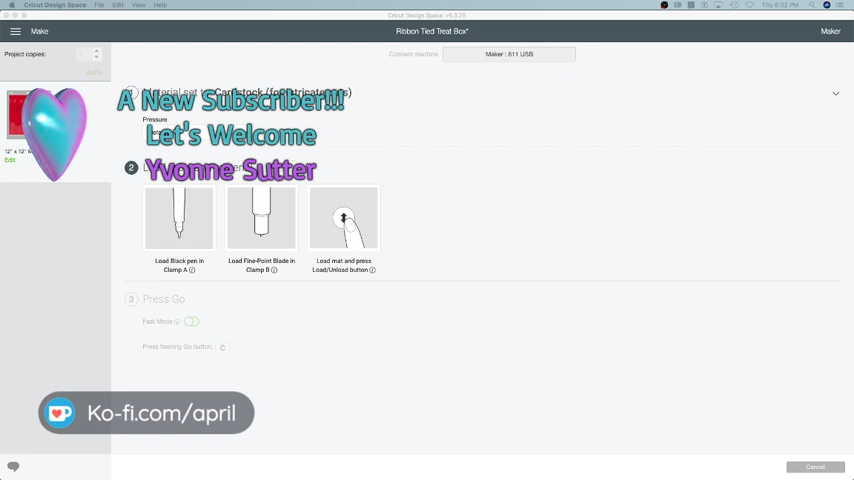 Cricut Design Space File Edit View Help
Thu 8:02 PM
Cricut Design Space v5.3.25
Make
Ribbon Tied Treat Box*
Maker
Project copies:
Connect machine
Maker : 611 USB
Apply
A New Subscriber!!!
Let's Welcome
Yvonne Sutter
Pressure
12" x 12"
Edit
2
Load Black pen in
Clamp A
Load Fine-Point Blade in
Clamp B
Load mat and press
Load/Unload button
3 Press Go
Fast Mode
Press flashing Go button:
Ko-fi.com/april
Cancel